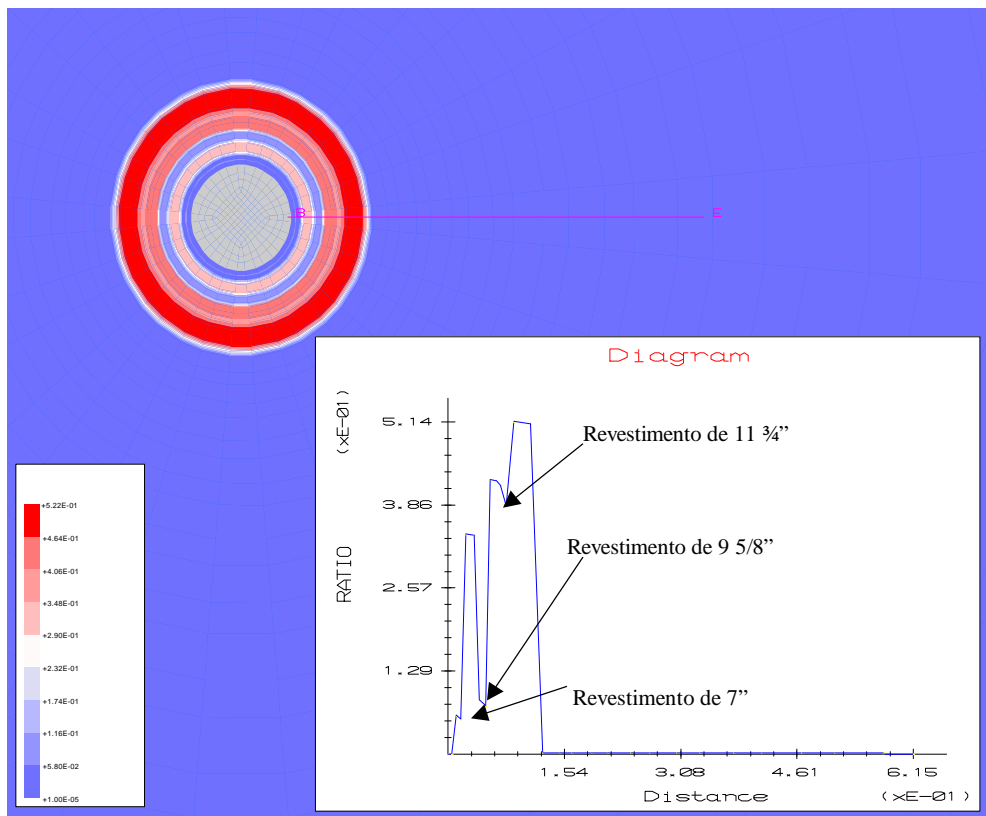 B
E
Diagram
(xE-01)
5.14
3.86
2.57
1.29
RATIO
Revestimento de 11 ¾”
Revestimento de 9 5/8”
Revestimento de 7”
1.54
3.08
4.61
6.15
Distance
(xE-01)
+5.22E-01
+4.64E-01
+4.06E-01
+3.48E-01
+2.90E-01
+2.32E-01
+1.74E-01
+1.16E-01
+5.80E-02
+1.00E-05